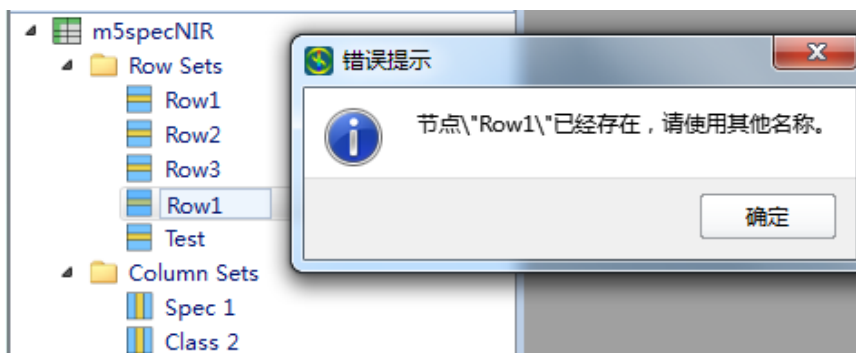 m5specNIR
Row Sets
Row1
Row2
Row3
Row1
Test
Column Sets
Spec 1
Class 2
错误提示
节点\"Row1\"已经存在，请使用其他名称。
确定